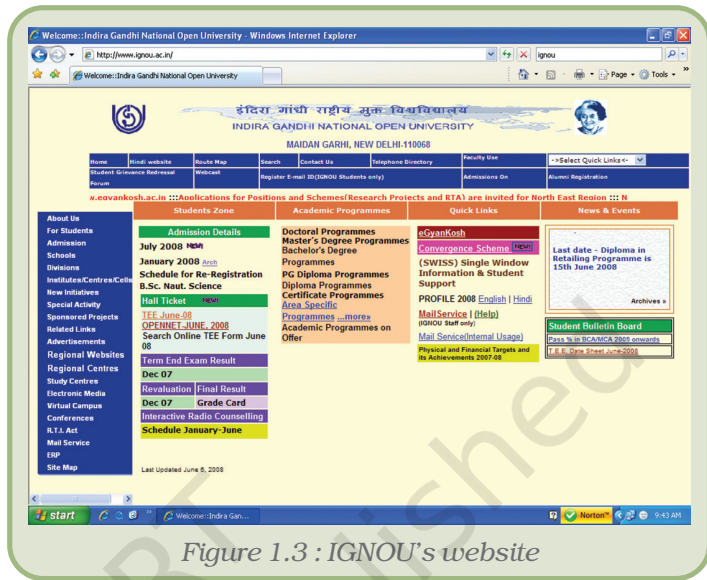 Welcome::Indira Gandhi National Open University - Windows Internet Explorer
http://www.ignou.ac.in/
ignou
Welcome::Indira Gandhi National Open University
Page
Tools
इंदिरा गांधी राष्ट्रीय मुक्त विश्वविद्यालय
INDIRA GANDHI NATIONAL OPEN UNIVERSITY
MAIDAN GARHI, NEW DELHI-110068
Home Hindi website Route Map Search Contact Us Telephone Directory Faculty Use ->Select Quick Links<-
Student Grievance Redressal Forum Webcast Register E-mail ID(IGNOU Students only) Admissions On Alumni Registration
w.egyankosh.ac.in :::Applications for Positions and Schemes(Research Projects and RTA) are invited for North East Region ::: N
About Us
For Students
Admission
Schools
Divisions
Institutes/Centres/Cells
New Initiatives
Special Activity
Sponsored Projects
Related Links
Advertisements
Regional Websites
Regional Centres
Study Centres
Electronic Media
Virtual Campus
Conferences
R.T.I. Act
Mail Service
ERP
Site Map
Students Zone
Admission Details
July 2008 NEW!
January 2008 Arch
Schedule for Re-Registration
B.Sc. Naut. Science
Hall Ticket NEW!
TEE June-08
OPENNET-JUNE, 2008
Search Online TEE Form June
08
Term End Exam Result
Dec 07
Revaluation Final Result
Dec 07 Grade Card
Interactive Radio Counselling
Schedule January-June
Last Updated June 6, 2008
Academic Programmes
Doctoral Programmes
Master's Degree Programmes
Bachelor's Degree
Programmes
PG Diploma Programmes
Diploma Programmes
Certificate Programmes
Area Specific
Programmes ...more»
Academic Programmes on
Offer
Quick Links
eGyanKosh
Convergence Scheme NEW!
(SWISS) Single Window
Information & Student
Support
PROFILE 2008 English | Hindi
MailService | (Help)
(IGNOU Staff only)
Mail Service(Internal Usage)
Physical and Financial Targets and
its Achievements 2007-08
News & Events
Last date - Diploma in
Retailing Programme is
15th June 2008
Archives »
Student Bulletin Board
Pass % in BCA/MCA 2005 onwards
T.E.E. Date Sheet June-2008
start
Welcome::Indira Gan...
Norton™
9:43 AM
Figure 1.3 : IGNOU's website